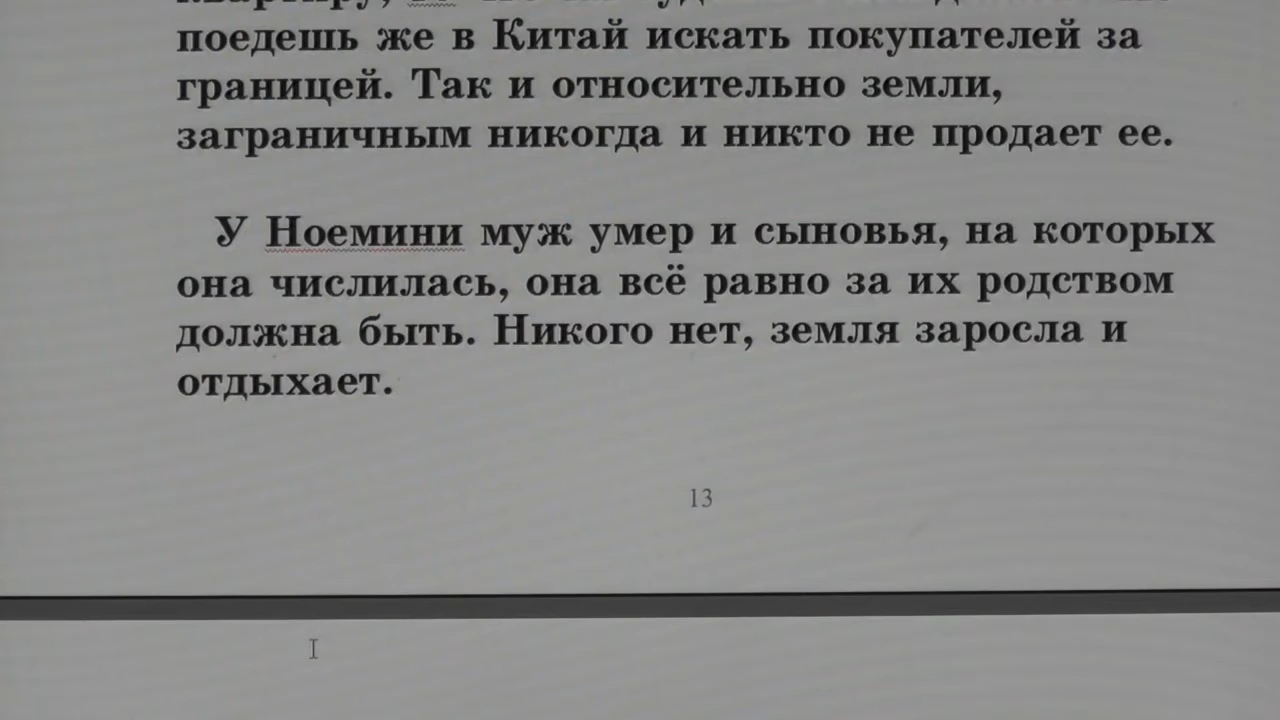 поедешь же в Китай искать покупателей за
границей. Так и относительно земли,
заграничным никогда и никто не продает ее.
У Ноемини муж умер и сыновья, на которых
она числилась, она всё равно за их родством
должна быть. Никого нет, земля заросла и
отдыхает.
13